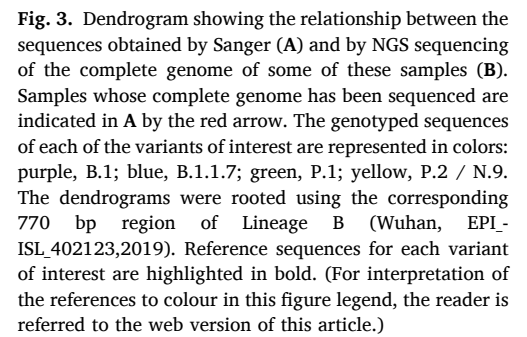 Fig. 3. Dendrogram showing the relationship between the
sequences obtained by Sanger (A) and by NGS sequencing
of the complete genome of some of these samples (B).
Samples whose complete genome has been sequenced are
indicated in A by the red arrow. The genotyped sequences
of each of the variants of interest are represented in colors:
purple, B.1; blue, B.1.1.7; green, P.1; yellow, P.2 / N.9.
The dendrograms were rooted using the corresponding
770 bp region of Lineage B (Wuhan, EPI_-
ISL_402123,2019). Reference sequences for each variant
of interest are highlighted in bold. (For interpretation of
the references to colour in this figure legend, the reader is
referred to the web version of this article.)